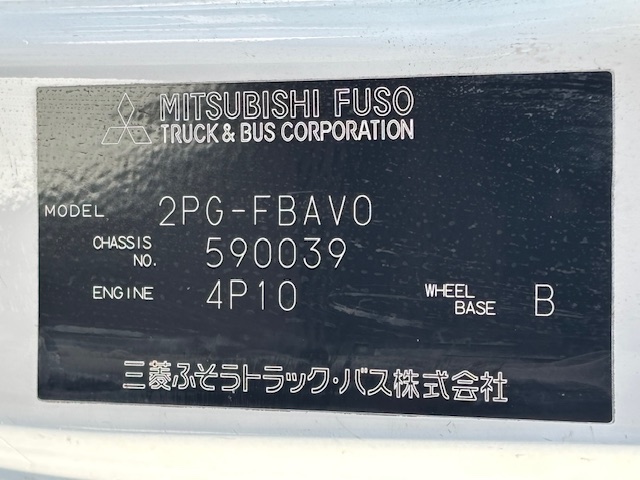 MITSUBISHI FUSO
TRUCK & BUS CORPORATION
MODEL 2PG-FBAV0
CHASSIS NO. 590039
ENGINE 4P10 WHEEL BASE B
三菱ふそうトラック・バス株式会社